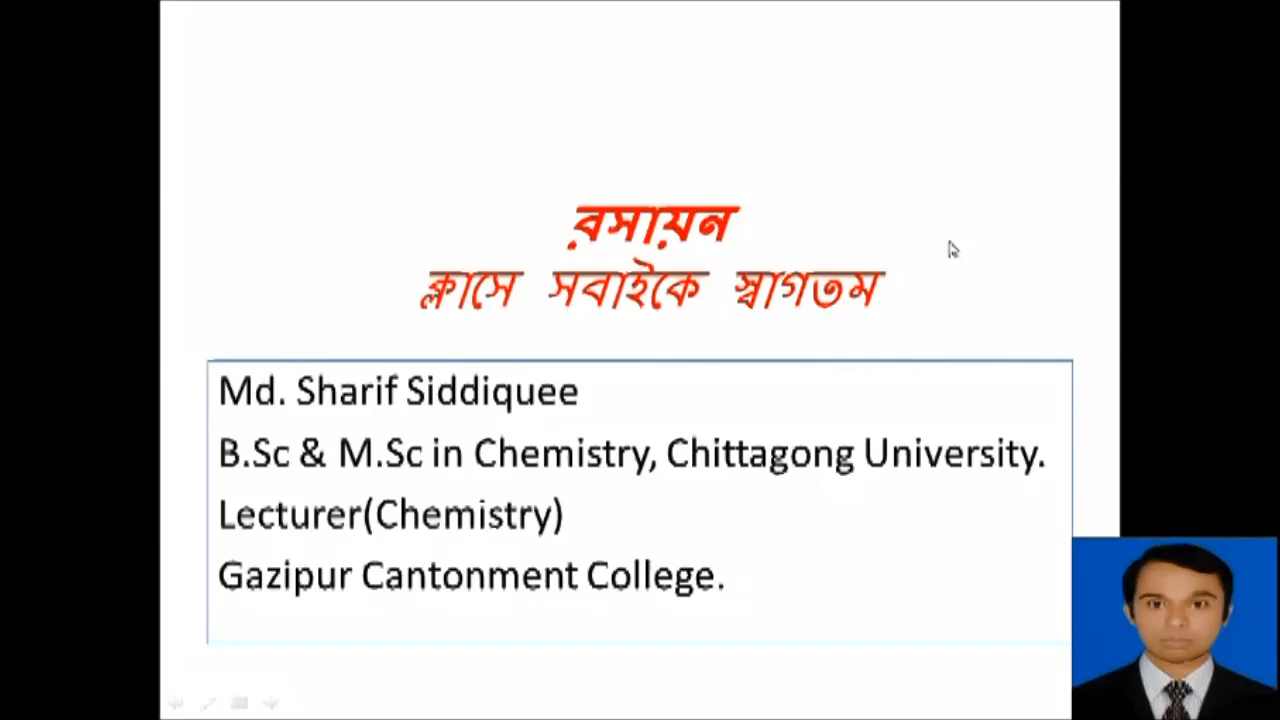 রসায়ন
ক্লাসে সবাইকে স্বাগতম
Md. Sharif Siddiquee
B.Sc & M.Sc in Chemistry, Chittagong University.
Lecturer(Chemistry)
Gazipur Cantonment College.